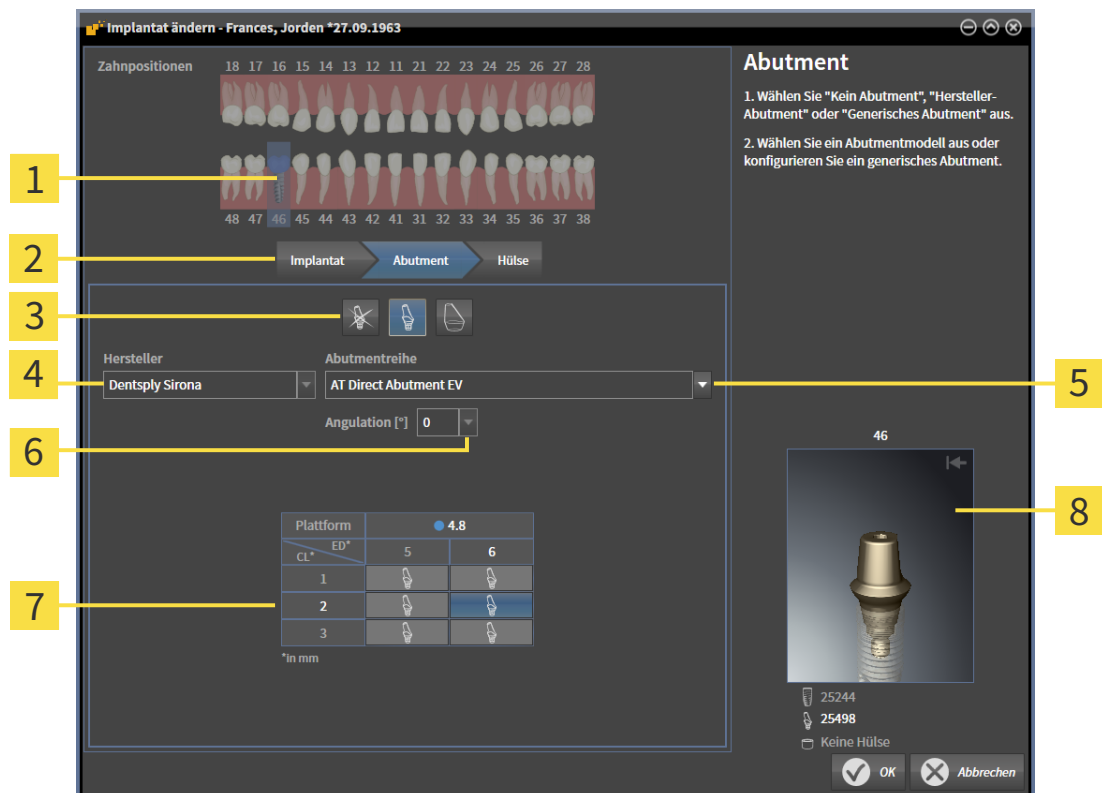 Implantat ändern - Frances, Jorden *27.09.1963
Zahnpositionen
18 17 16 15 14 13 12 11 21 22 23 24 25 26 27 28
48 47 46 45 44 43 42 41 31 32 33 34 35 36 37 38
1
2
Implantat Abutment Hülse
3
Hersteller Abutmentreihe
4
Dentsply Sirona AT Direct Abutment EV
5
Angulation [°] 0
6
Plattform 4.8
CL* ED* 5 6
1
2
3
7
*in mm
Abutment
1. Wählen Sie "Kein Abutment", "Hersteller-
Abutment" oder "Generisches Abutment" aus.
2. Wählen Sie ein Abutmentmodell aus oder
konfigurieren Sie ein generisches Abutment.
46
8
25244
25498
Keine Hülse
OK Abbrechen